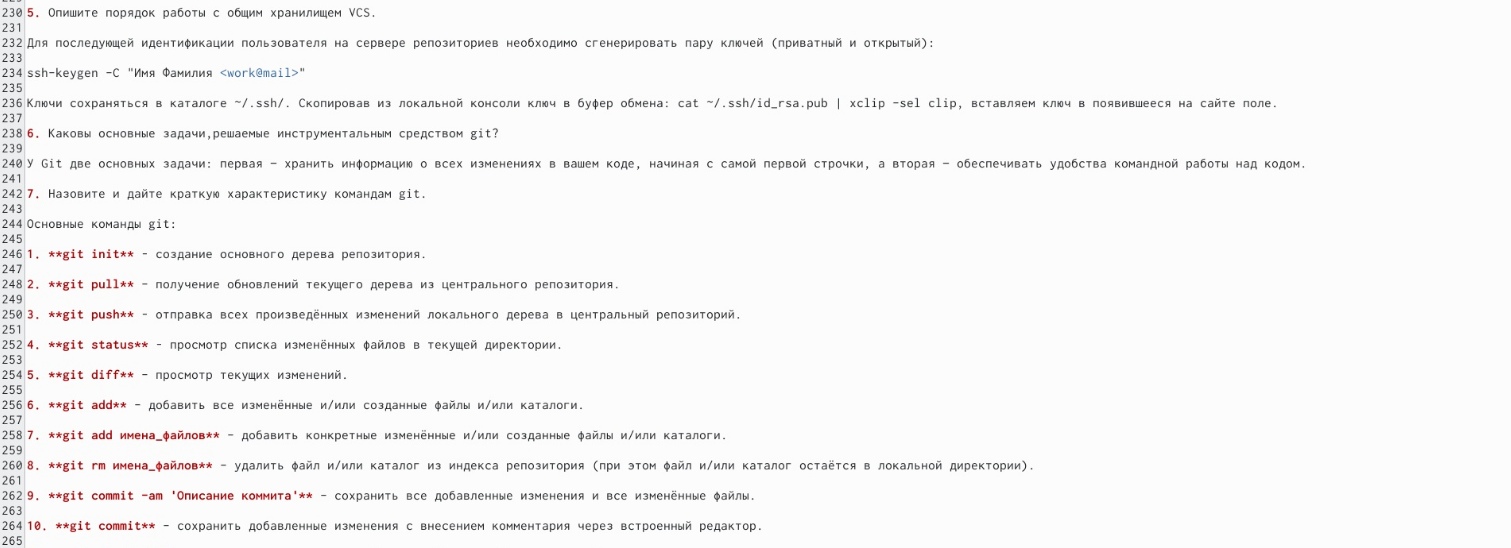 230 5. Опишите порядок работы с общим хранилищем VCS.
231
232 Для последующей идентификации пользователя на сервере репозиториев необходимо сгенерировать пару ключей (приватный и открытый):
233
234 ssh-keygen -C "Имя Фамилия <work@mail>"
235
236 Ключи сохраняться в каталоге ~/.ssh/. Скопировав из локальной консоли ключ в буфер обмена: cat ~/.ssh/id_rsa.pub | xclip -sel clip, вставляем ключ в появившееся на сайте поле.
237
238 6. Каковы основные задачи,решаемые инструментальным средством git?
239
240 У Git две основных задачи: первая – хранить информацию о всех изменениях в вашем коде, начиная с самой первой строчки, а вторая – обеспечивать удобства командной работы над кодом.
241
242 7. Назовите и дайте краткую характеристику командам git.
243
244 Основные команды git:
245
246 1. **git init** - создание основного дерева репозитория.
247
248 2. **git pull** - получение обновлений текущего дерева из центрального репозитория.
249
250 3. **git push** - отправка всех произведённых изменений локального дерева в центральный репозиторий.
251
252 4. **git status** - просмотр списка изменённых файлов в текущей директории.
253
254 5. **git diff** - просмотр текущих изменений.
255
256 6. **git add** - добавить все изменённые и/или созданные файлы и/или каталоги.
257
258 7. **git add имена_файлов** - добавить конкретные изменённые и/или созданные файлы и/или каталоги.
259
260 8. **git rm имена_файлов** - удалить файл и/или каталог из индекса репозитория (при этом файл и/или каталог остаётся в локальной директории).
261
262 9. **git commit -am 'Описание коммита'** - сохранить все добавленные изменения и все изменённые файлы.
263
264 10. **git commit** - сохранить добавленные изменения с внесением комментария через встроенный редактор.
265